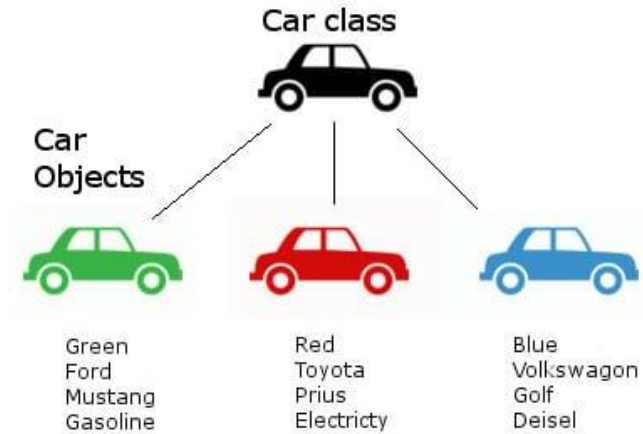 Car class
Car
Objects
Green
Ford
Mustang
Gasoline
Red
Toyota
Prius
Electricty
Blue
Volkswagon
Golf
Deisel